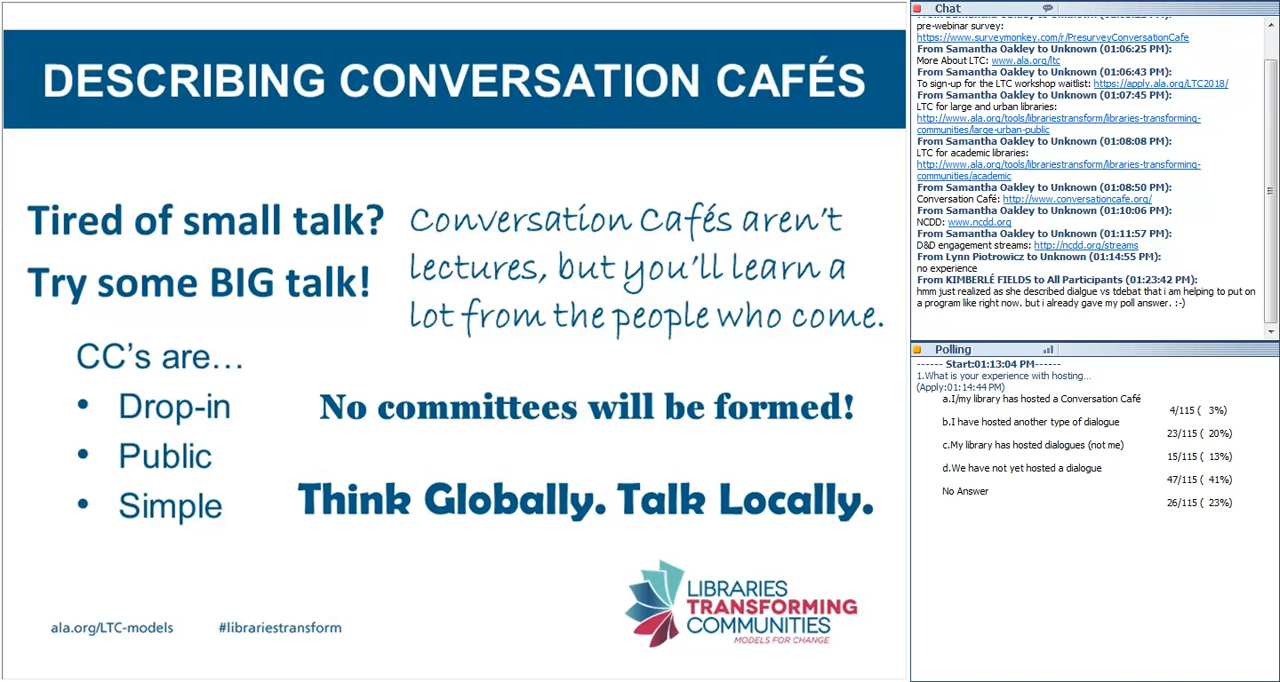 DESCRIBING CONVERSATION CAFÉS
Tired of small talk?
Try some BIG talk!
Conversation Cafés aren't
lectures, but you'll learn a
lot from the people who come.
CC's are…
• Drop-in
• Public
• Simple
No committees will be formed!
Think Globally. Talk Locally.
LIBRARIES
TRANSFORMING
COMMUNITIES
MODELS FOR CHANGE
ala.org/LTC-models
#librariestransform
Chat
pre-webinar survey:
https://www.surveymonkey.com/r/PresurveyConversationCafe
From Samantha Oakley to Unknown (01:06:25 PM):
More About LTC: www.ala.org/ltc
From Samantha Oakley to Unknown (01:06:43 PM):
To sign-up for the LTC workshop waitlist: https://apply.ala.org/LTC2018/
From Samantha Oakley to Unknown (01:07:45 PM):
LTC for large and urban libraries:
http://www.ala.org/tools/librariestransform/libraries-transforming-
communities/large-urban-public
From Samantha Oakley to Unknown (01:08:08 PM):
LTC for academic libraries:
http://www.ala.org/tools/librariestransform/libraries-transforming-
communities/academic
From Samantha Oakley to Unknown (01:08:50 PM):
Conversation Café: http://www.conversationcafe.org/
From Samantha Oakley to Unknown (01:10:06 PM):
NCDD: www.ncdd.org
From Samantha Oakley to Unknown (01:11:57 PM):
D&D engagement streams: http://ncdd.org/streams
From Lynn Piotrowicz to Unknown (01:14:55 PM):
no experience
From KIMBERLÉ FIELDS to All Participants (01:23:42 PM):
hmm just realized as she described dialgue vs tdebat that i am helping to put on
a program like right now. but i already gave my poll answer. :-)
Polling
------ Start:01:13:04 PM------
1.What is your experience with hosting...
(Apply:01:14:44 PM)
a.I/my library has hosted a Conversation Café
4/115 ( 3%)
b.I have hosted another type of dialogue
23/115 ( 20%)
c.My library has hosted dialogues (not me)
15/115 ( 13%)
d.We have not yet hosted a dialogue
47/115 ( 41%)
No Answer
26/115 ( 23%)